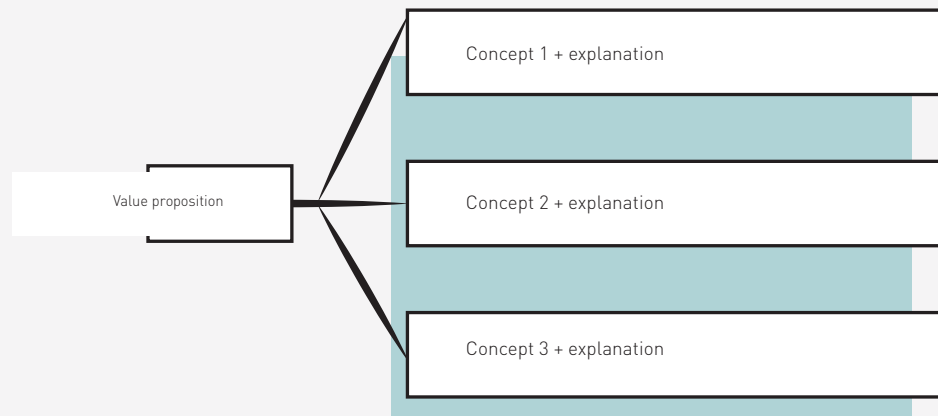 Concept 1 + explanation
Value proposition
Concept 2 + explanation
Concept 3 + explanation